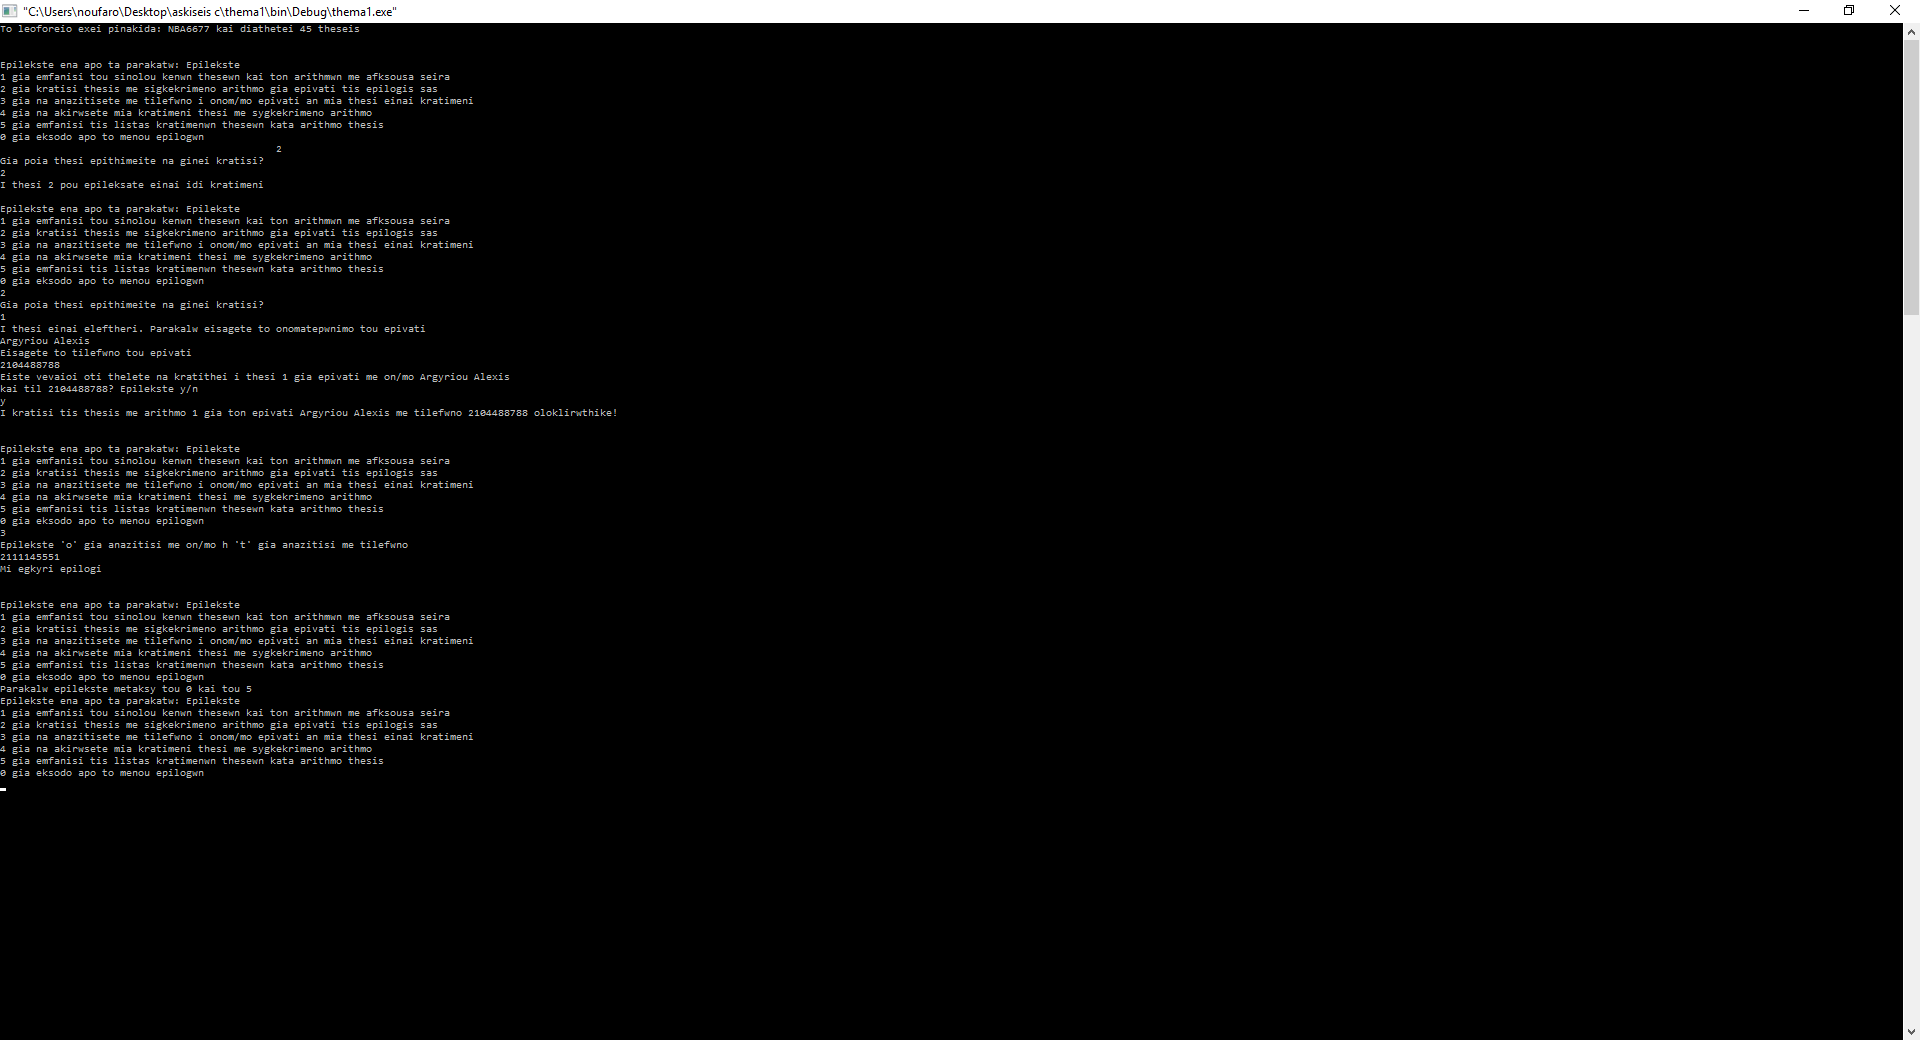 "C:\Users\noufaro\Desktop\askiseis c\thema1\bin\Debug\thema1.exe"
To leoforeio exei pinakida: NBA6677 kai diathetei 45 theseis
Epilekste ena apo ta parakatw: Epilekste
1 gia emfanisi tou sinolou kenwn thesewn kai ton arithmwn me afksousa seira
2 gia kratisi thesis me sigkekrimeno arithmo gia epivati tis epilogis sas
3 gia na anazitisete me tilefwno i onom/mo epivati an mia thesi einai kratimeni
4 gia na akirwsete mia kratimeni thesi me sygkekrimeno arithmo
5 gia emfanisi tis listas kratimenwn thesewn kata arithmo thesis
0 gia eksodo apo to menou epilogwn
2
Gia poia thesi epithimeite na ginei kratisi?
2
I thesi 2 pou epileksate einai idi kratimeni
Epilekste ena apo ta parakatw: Epilekste
1 gia emfanisi tou sinolou kenwn thesewn kai ton arithmwn me afksousa seira
2 gia kratisi thesis me sigkekrimeno arithmo gia epivati tis epilogis sas
3 gia na anazitisete me tilefwno i onom/mo epivati an mia thesi einai kratimeni
4 gia na akirwsete mia kratimeni thesi me sygkekrimeno arithmo
5 gia emfanisi tis listas kratimenwn thesewn kata arithmo thesis
0 gia eksodo apo to menou epilogwn
2
Gia poia thesi epithimeite na ginei kratisi?
1
I thesi einai eleftheri. Parakalw eisagete to onomatepwnimo tou epivati
Argyriou Alexis
Eisagete to tilefwno tou epivati
2104488788
Eiste vevaioi oti thelete na kratithei i thesi 1 gia epivati me on/mo Argyriou Alexis
kai til 2104488788? Epilekste y/n
y
I kratisi tis thesis me arithmo 1 gia ton epivati Argyriou Alexis me tilefwno 2104488788 oloklirwthike!
Epilekste ena apo ta parakatw: Epilekste
1 gia emfanisi tou sinolou kenwn thesewn kai ton arithmwn me afksousa seira
2 gia kratisi thesis me sigkekrimeno arithmo gia epivati tis epilogis sas
3 gia na anazitisete me tilefwno i onom/mo epivati an mia thesi einai kratimeni
4 gia na akirwsete mia kratimeni thesi me sygkekrimeno arithmo
5 gia emfanisi tis listas kratimenwn thesewn kata arithmo thesis
0 gia eksodo apo to menou epilogwn
3
Epilekste 'o' gia anazitisi me on/mo h 't' gia anazitisi me tilefwno
2111145551
Mi egkyri epilogi
Epilekste ena apo ta parakatw: Epilekste
1 gia emfanisi tou sinolou kenwn thesewn kai ton arithmwn me afksousa seira
2 gia kratisi thesis me sigkekrimeno arithmo gia epivati tis epilogis sas
3 gia na anazitisete me tilefwno i onom/mo epivati an mia thesi einai kratimeni
4 gia na akirwsete mia kratimeni thesi me sygkekrimeno arithmo
5 gia emfanisi tis listas kratimenwn thesewn kata arithmo thesis
0 gia eksodo apo to menou epilogwn
Parakalw epilekste metaksy tou 0 kai tou 5
Epilekste ena apo ta parakatw: Epilekste
1 gia emfanisi tou sinolou kenwn thesewn kai ton arithmwn me afksousa seira
2 gia kratisi thesis me sigkekrimeno arithmo gia epivati tis epilogis sas
3 gia na anazitisete me tilefwno i onom/mo epivati an mia thesi einai kratimeni
4 gia na akirwsete mia kratimeni thesi me sygkekrimeno arithmo
5 gia emfanisi tis listas kratimenwn thesewn kata arithmo thesis
0 gia eksodo apo to menou epilogwn